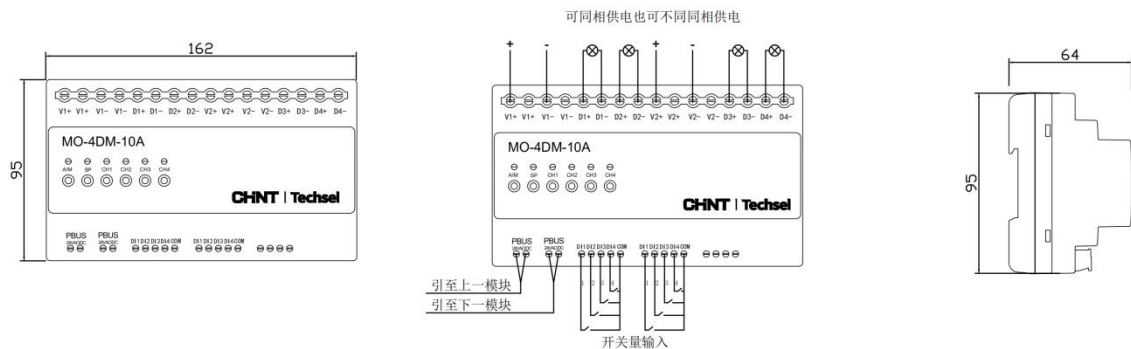 162
95
V1+ V1+ V1- V1- D1+ D1- D2+ D2- V2+ V2+ V2- V2- D3+ D3- D4+ D4-
MO-4DM-10A
A/M SP CH1 CH2 CH3 CH4
CHNT | Techsel
PBUS PBUS
DI1 DI2 DI3 DI4 COM DI1 DI2 DI3 DI4 COM
可同相供电也可不同同相供电
+ - + -
V1+ V1+ V1- V1- D1+ D1- D2+ D2- V2+ V2+ V2- V2- D3+ D3- D4+ D4-
MO-4DM-10A
A/M SP CH1 CH2 CH3 CH4
CHNT | Techsel
PBUS PBUS
DI1 DI2 DI3 DI4 COM DI1 DI2 DI3 DI4 COM
引至上一模块
引至下一模块
1 2 3 4 1 2 3 4
开关量输入
64
95